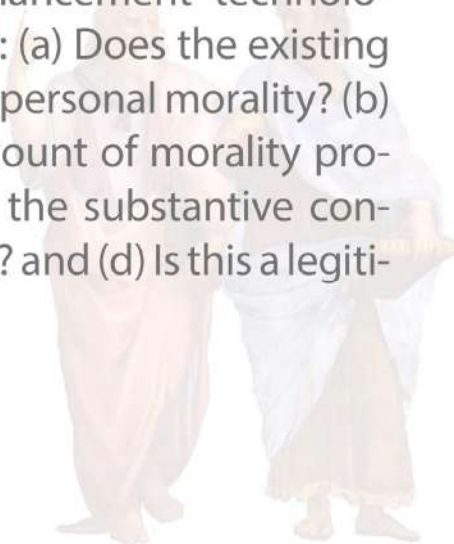 : (a) Does the existing
personal morality? (b)
ount of morality pro-
the substantive con-
? and (d) Is this a legiti-